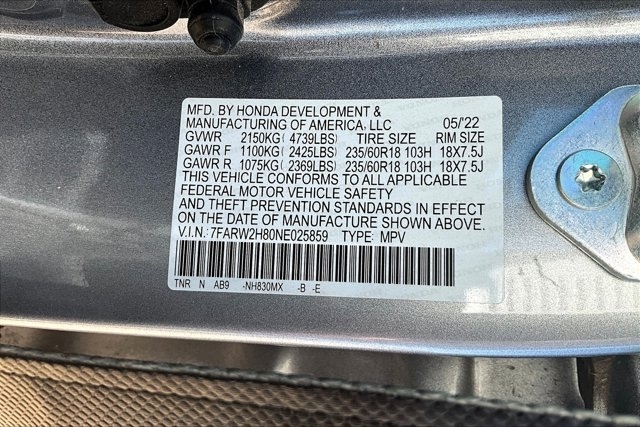 MFD. BY HONDA DEVELOPMENT &
MANUFACTURING OF AMERICA, LLC 05/'22
GVWR 2150KG( 4739LBS) TIRE SIZE RIM SIZE
GAWR F 1100KG( 2425LBS) 235/60R18 103H 18X7.5J
GAWR R 1075KG( 2369LBS) 235/60R18 103H 18X7.5J
THIS VEHICLE CONFORMS TO ALL APPLICABLE
FEDERAL MOTOR VEHICLE SAFETY
AND THEFT PREVENTION STANDARDS IN EFFECT
ON THE DATE OF MANUFACTURE SHOWN ABOVE.
V.I.N.: 7FARW2H80NE025859 TYPE: MPV
TNR N AB9 -NH830MX -B -E